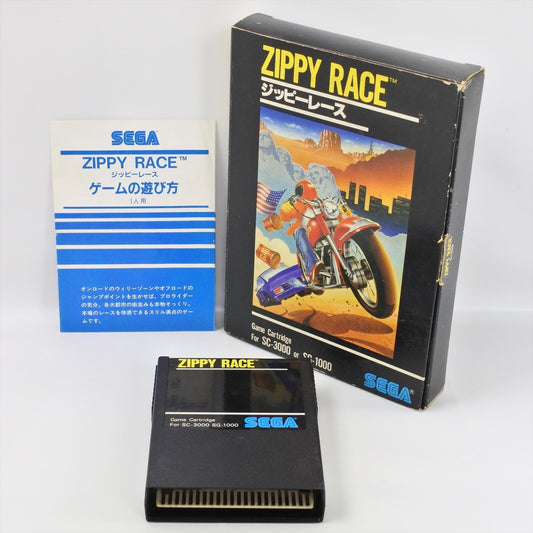 SEGA
ZIPPY RACE™
ジッピーレース
ゲームの遊び方
1人用
オンロードのウィリーゾーンやオフロードの
ジャンプポイントを生かせば、プロライダー
の気分。各大都市の街並みも本物そっくり。
本場のレースを体感できるスリル満点のゲー
ムです。
ZIPPY RACE™
ジッピーレース
Game Cartridge
For SC-3000 or SG-1000
SEGA®
ZIPPY RACE
Game Cartridge
For SC-3000 SG-1000
SEGA